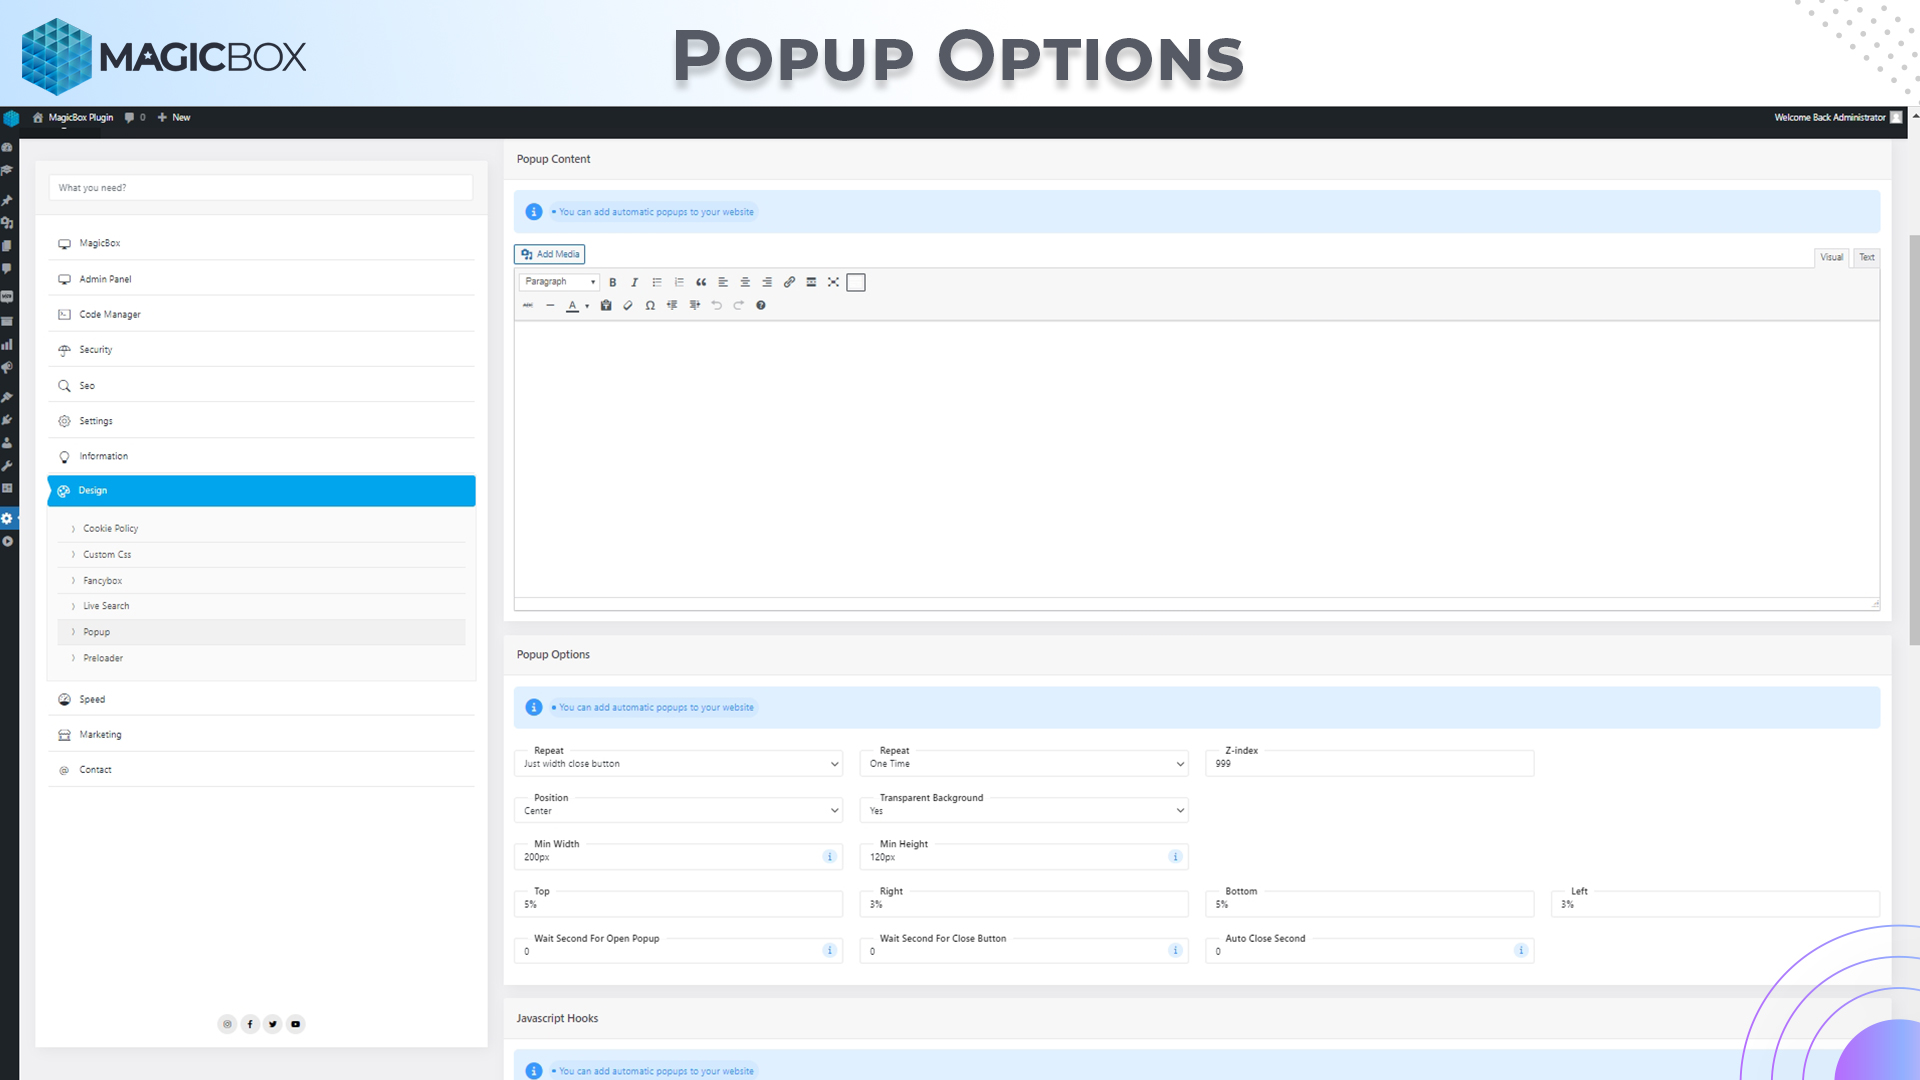 MAGICBOX
POPUP OPTIONS
MagicBox Plugin
0
New
Welcome Back Administrator
What you need?
MagicBox
Admin Panel
Code Manager
Security
Seo
Settings
Information
Design
Cookie Policy
Custom Css
Fancybox
Live Search
Popup
Preloader
Speed
Marketing
Contact
Popup Content
You can add automatic popups to your website
Add Media
Visual
Text
Paragraph
B
I
ABC
A
Ω
Popup Options
You can add automatic popups to your website
Repeat
Just width close button
Repeat
One Time
Z-index
999
Position
Center
Transparent Background
Yes
Min Width
200px
Min Height
120px
Top
5%
Right
3%
Bottom
5%
Left
3%
Wait Second For Open Popup
0
Wait Second For Close Button
0
Auto Close Second
0
Javascript Hooks
You can add automatic popups to your website